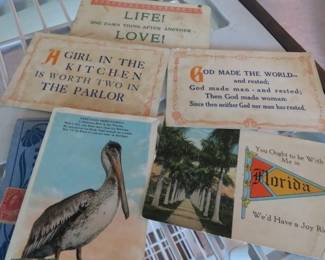 LIFE!
ONE DAMN THING AFTER ANOTHER
LOVE!
A GIRL IN THE
KITCHEN
IS WORTH TWO IN
THE PARLOR
GOD MADE THE WORLD—
and rested;
God made man - and rested;
Then God made woman:
Since then neither God nor man has rested.
You Ought to be With
Me in
Florida
We'd Have a Joy